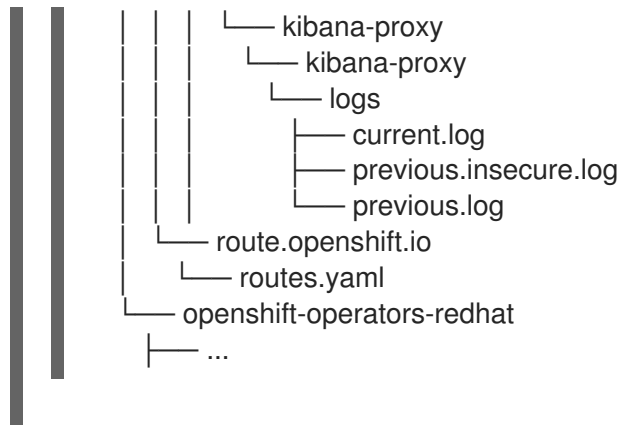 │ │ │ └── kibana-proxy
│ │ │ └── kibana-proxy
│ │ │ └── logs
│ │ │ ├── current.log
│ │ │ ├── previous.insecure.log
│ │ │ └── previous.log
│ └── route.openshift.io
│ └── routes.yaml
└── openshift-operators-redhat
├── ...